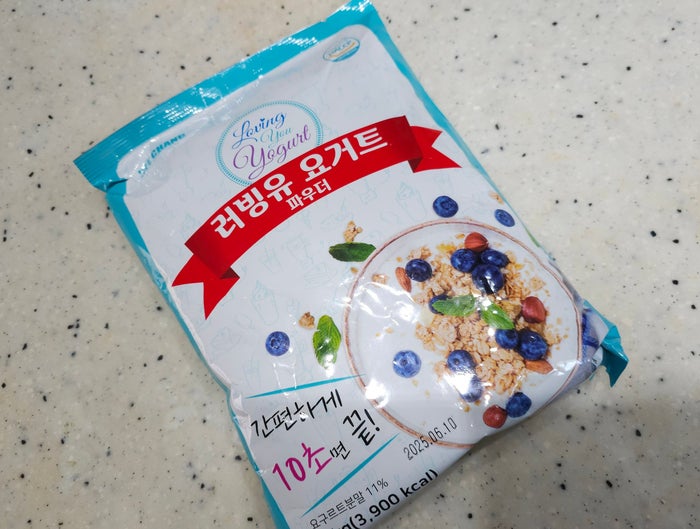 Loving
You
Yogurt
러빙유 요거트
파우더
간편하게
10초면 끝!
2025.06.10
요구르트분말 11%
(3,900 kcal)